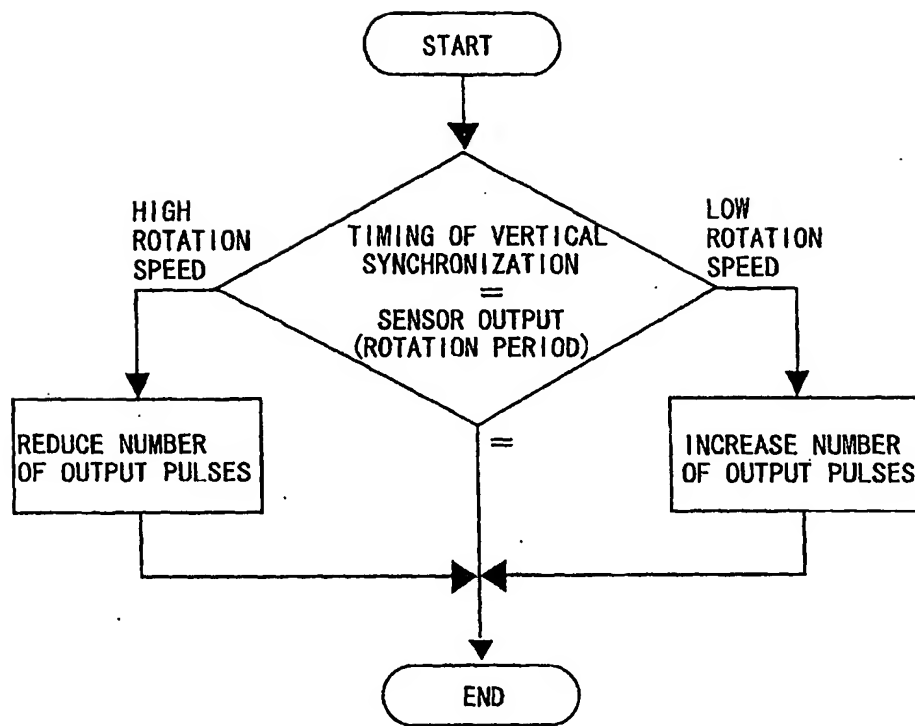 START
HIGH
ROTATION
SPEED
TIMING OF VERTICAL
SYNCHRONIZATION
=
SENSOR OUTPUT
(ROTATION PERIOD)
LOW
ROTATION
SPEED
REDUCE NUMBER
OF OUTPUT PULSES
=
INCREASE NUMBER
OF OUTPUT PULSES
END